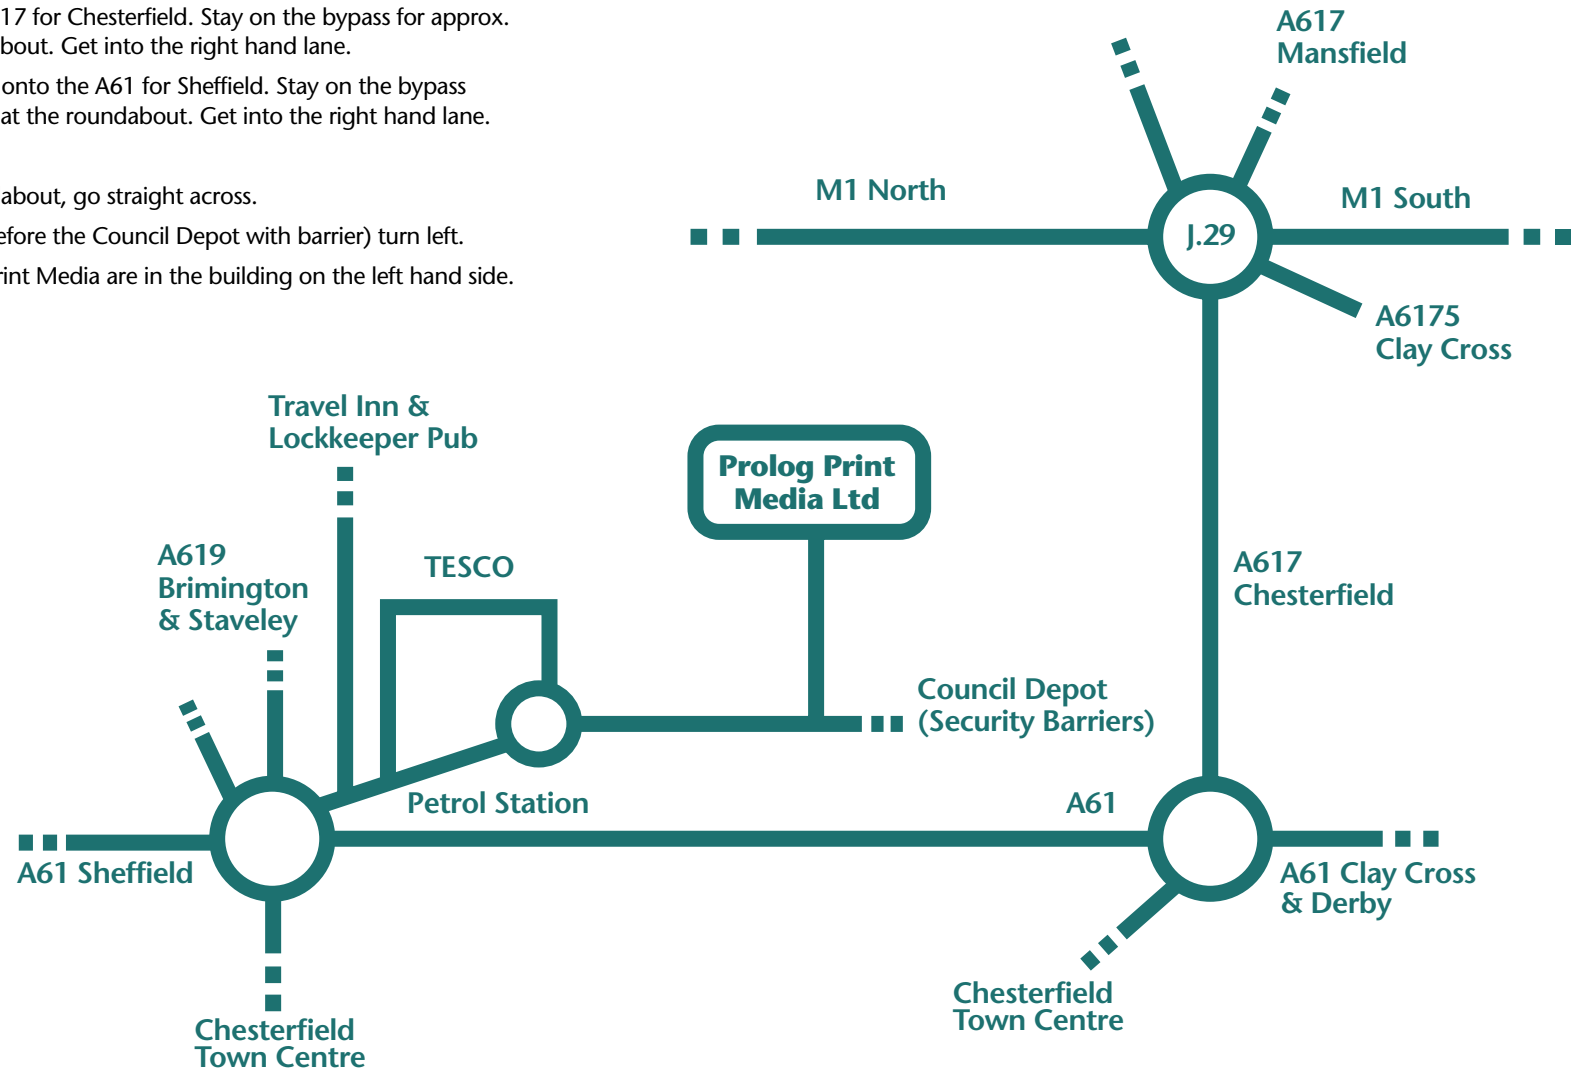 17 for Chesterfield. Stay on the bypass for approx.
bout. Get into the right hand lane.
onto the A61 for Sheffield. Stay on the bypass
at the roundabout. Get into the right hand lane.
about, go straight across.
efore the Council Depot with barrier) turn left.
rint Media are in the building on the left hand side.
A617
Mansfield
M1 North
J.29
M1 South
A6175
Clay Cross
Travel Inn &
Lockkeeper Pub
Prolog Print
Media Ltd
A619
Brimington
& Staveley
TESCO
A617
Chesterfield
Council Depot
(Security Barriers)
Petrol Station
A61
A61 Sheffield
A61 Clay Cross
& Derby
Chesterfield
Town Centre
Chesterfield
Town Centre